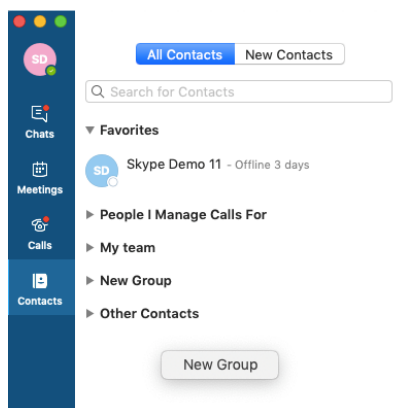 SD
Chats
Meetings
Calls
Contacts
All Contacts New Contacts
Search for Contacts
Favorites
SD Skype Demo 11 - Offline 3 days
People I Manage Calls For
My team
New Group
Other Contacts
New Group